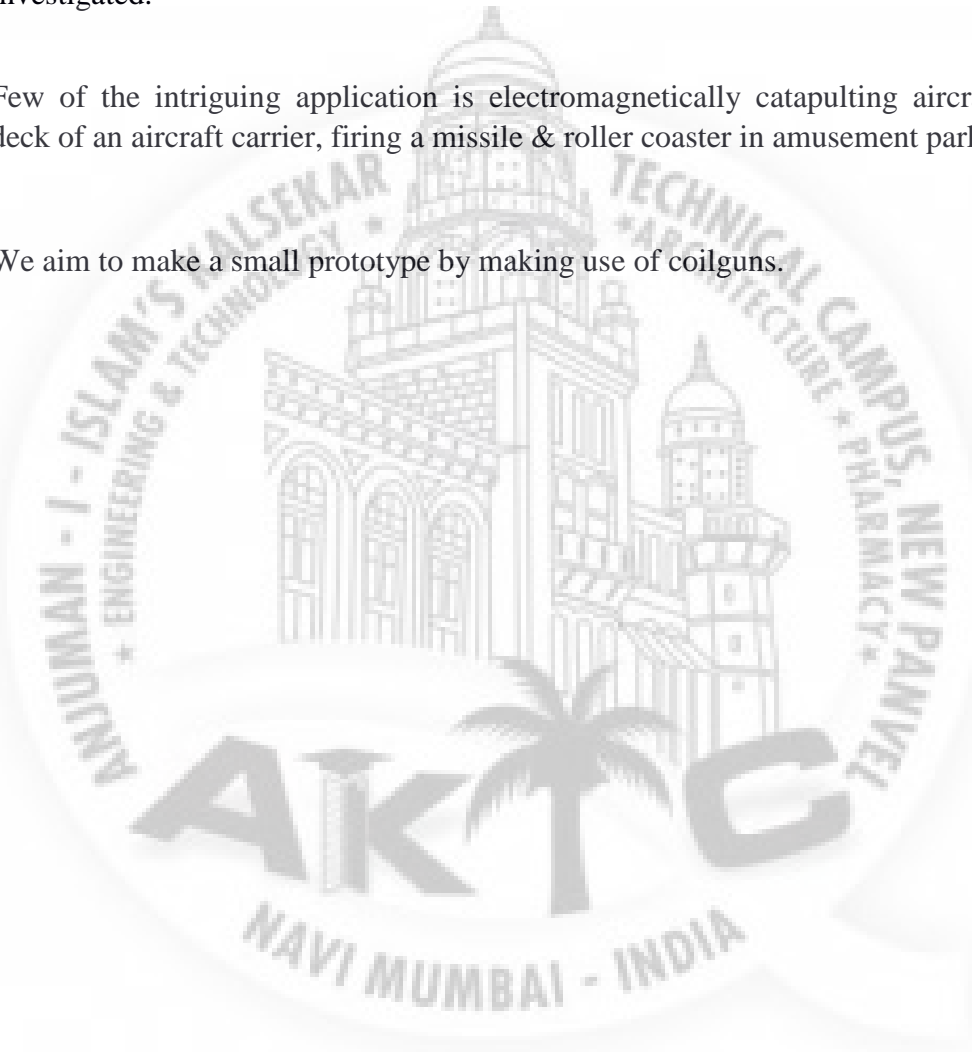 investigated.
Few of the intriguing application is electromagnetically catapulting aircr
deck of an aircraft carrier, firing a missile & roller coaster in amusement park
We aim to make a small prototype by making use of coilguns.
ANJUMAN - I - ISLAM'S KALSEKAR TECHNICAL CAMPUS, NEW PANVEL
* ENGINEERING & TECHNOLOGY * *ARCHITECTURE * PHARMACY*
AKTC
NAVI MUMBAI - INDIA